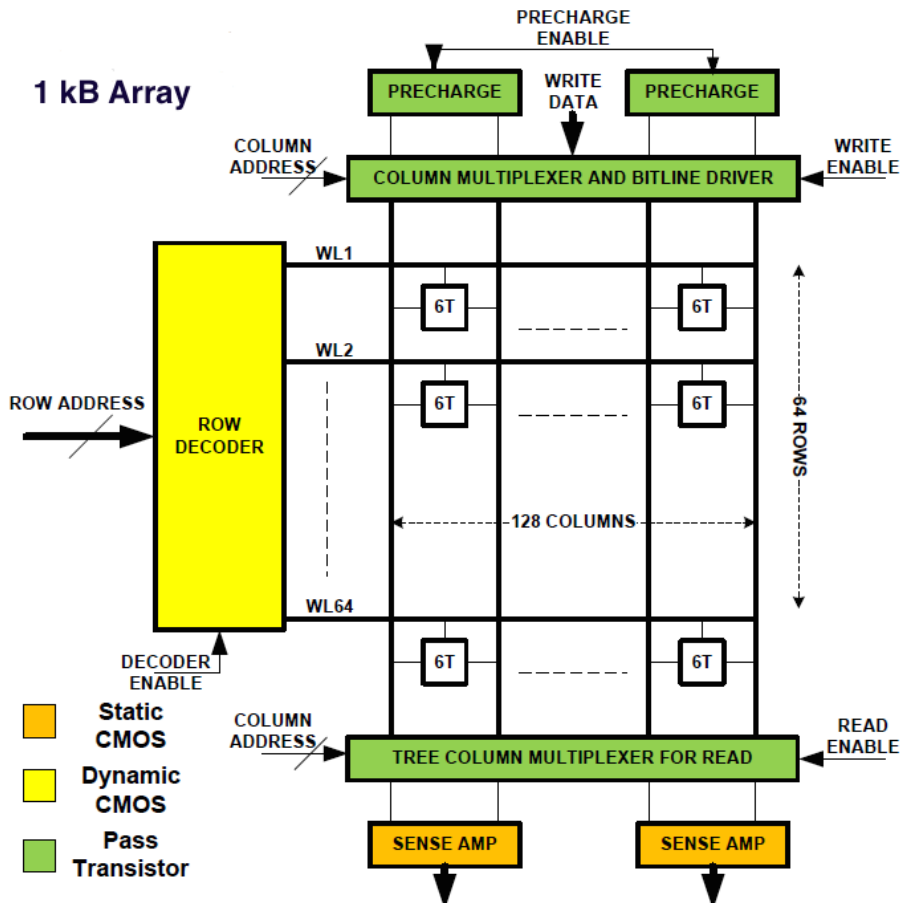 PRECHARGE
ENABLE
1 kB Array
PRECHARGE
WRITE
DATA
PRECHARGE
COLUMN
ADDRESS
COLUMN MULTIPLEXER AND BITLINE DRIVER
WRITE
ENABLE
WL1
6T
6T
WL2
6T
6T
ROW ADDRESS
ROW
DECODER
64 ROWS
128 COLUMNS
WL64
6T
6T
DECODER
ENABLE
Static
CMOS
COLUMN
ADDRESS
TREE COLUMN MULTIPLEXER FOR READ
READ
ENABLE
Dynamic
CMOS
Pass
Transistor
SENSE AMP
SENSE AMP